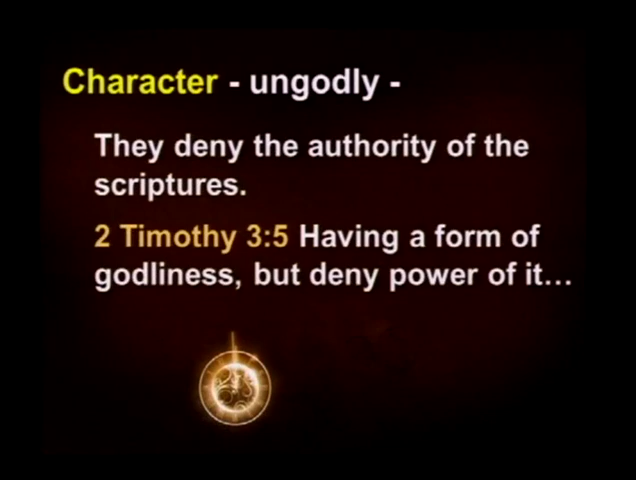 Character - ungodly -
They deny the authority of the
scriptures.
2 Timothy 3:5 Having a form of
godliness, but deny power of it...